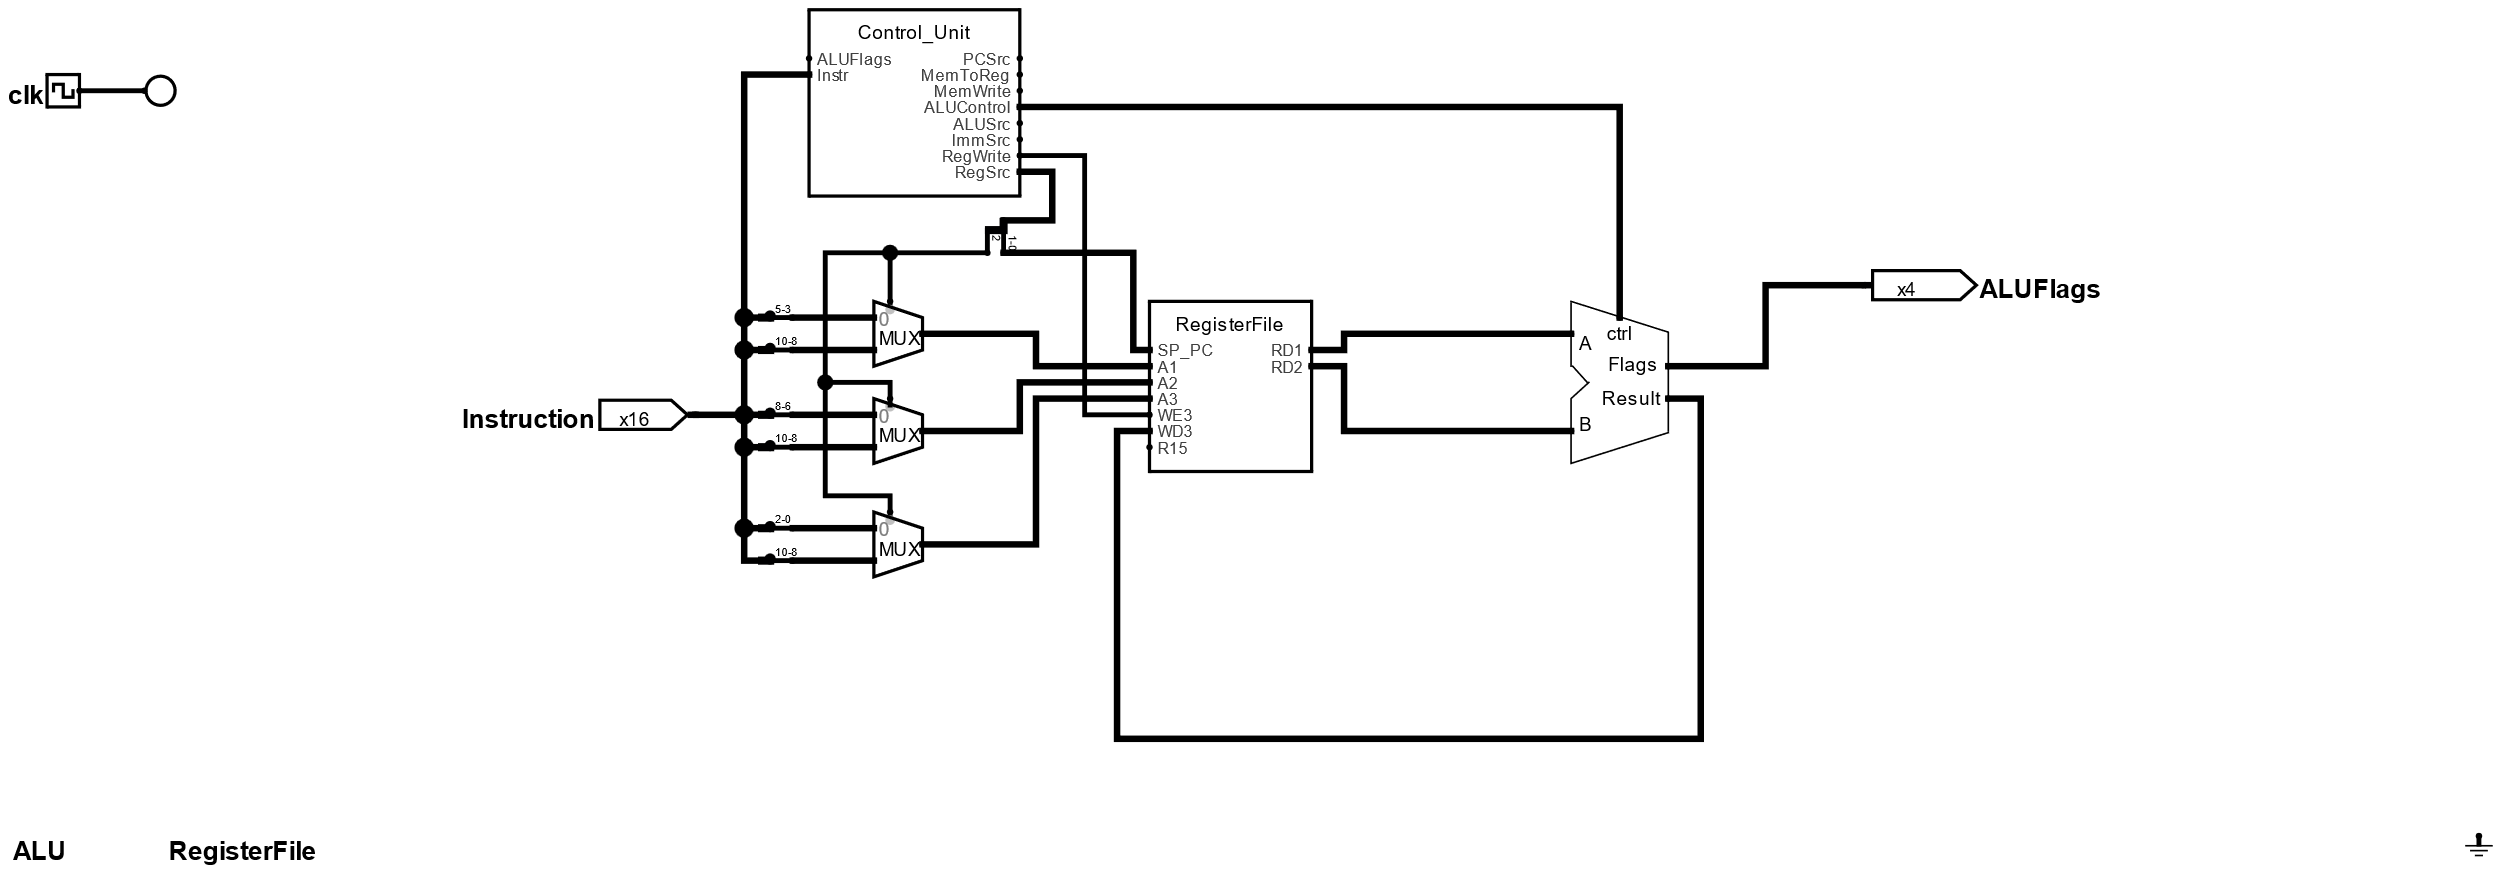 Control_Unit
ALUFlags
Instr
PCSrc
MemToReg
MemWrite
ALUControl
ALUSrc
ImmSrc
RegWrite
RegSrc
clk
2
1-0
5-3
10-8
0
MUX
8-6
10-8
0
MUX
2-0
10-8
0
MUX
Instruction
x16
RegisterFile
SP_PC
A1
A2
A3
WE3
WD3
R15
RD1
RD2
A
B
ctrl
Flags
Result
x4
ALUFlags
ALU
RegisterFile